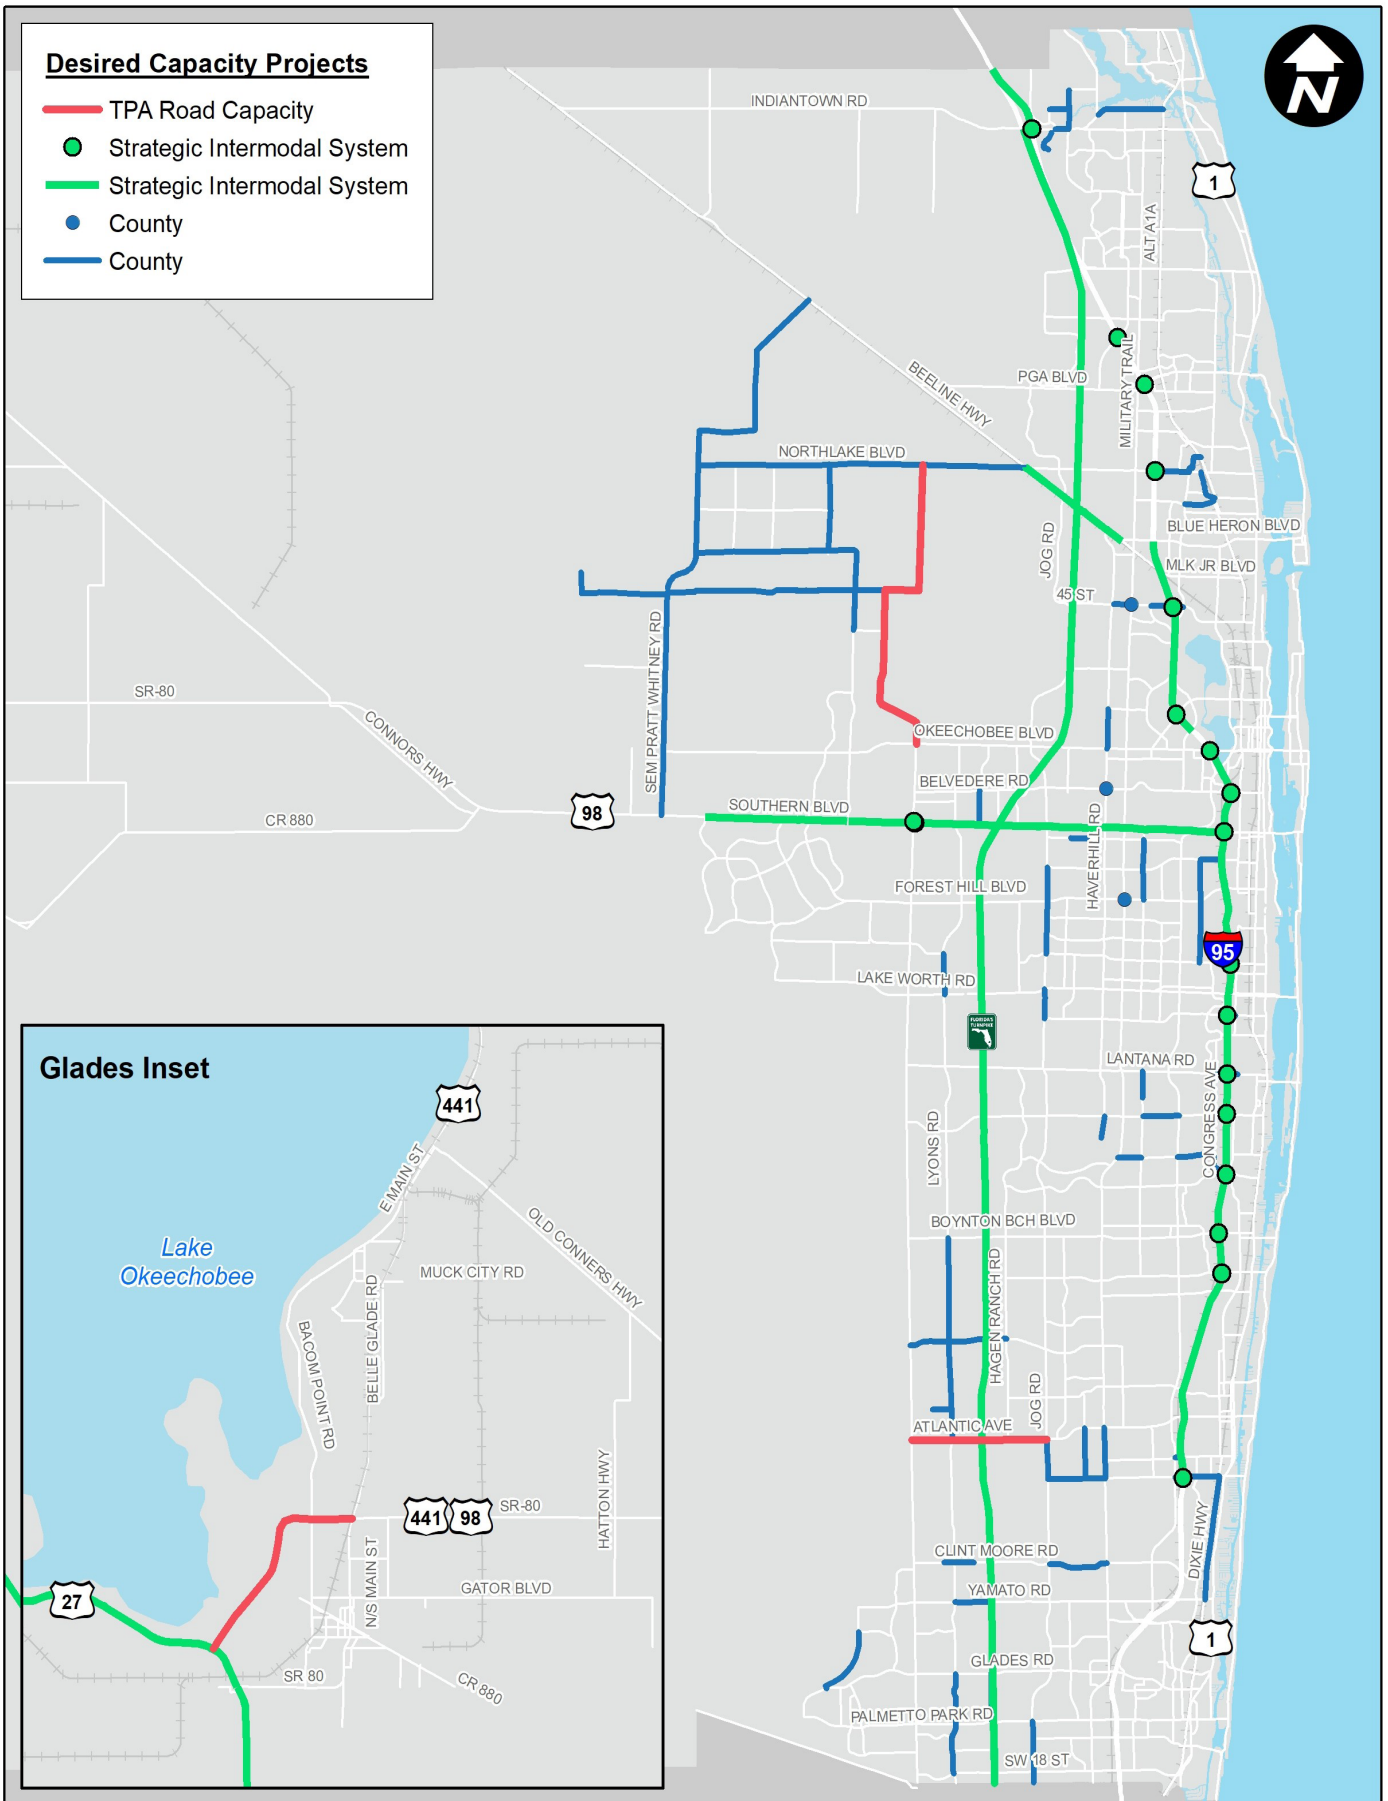 Desired Capacity Projects
TPA Road Capacity
Strategic Intermodal System
Strategic Intermodal System
County
County
N
INDIANTOWN RD
1
ALT A1A
MILITARY TRAIL
BEELINE HWY
PGA BLVD
NORTHLAKE BLVD
BLUE HERON BLVD
JOG RD
MLK JR BLVD
45 ST
SEM PRATT WHITNEY RD
SR-80
CONNORS HWY
OKEECHOBEE BLVD
BELVEDERE RD
SOUTHERN BLVD
98
CR 880
HAVERHILL RD
FOREST HILL BLVD
95
LAKE WORTH RD
FLORIDA'S
TURNPIKE
LANTANA RD
CONGRESS AVE
LYONS RD
BOYNTON BCH BLVD
HAGEN RANCH RD
JOG RD
ATLANTIC AVE
DIXIE HWY
CLINT MOORE RD
YAMATO RD
1
GLADES RD
PALMETTO PARK RD
SW 18 ST
Glades Inset
441
E MAIN ST
OLD CONNERS HWY
Lake
Okeechobee
MUCK CITY RD
BELLE GLADE RD
BACOM POINT RD
HATTON HWY
441
98
SR-80
N/S MAIN ST
GATOR BLVD
27
SR 80
CR 880